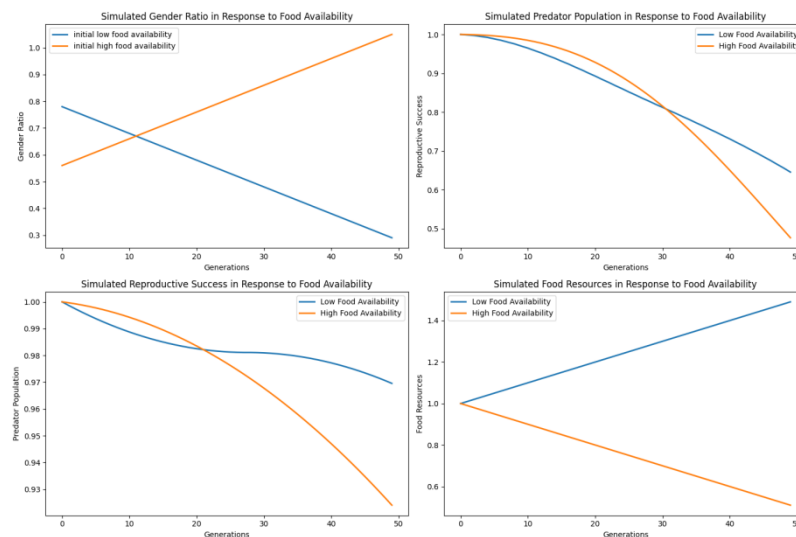 Simulated Gender Ratio in Response to Food Availability
initial low food availability
initial high food availability
Gender Ratio
1.0
0.9
0.8
0.7
0.6
0.5
0.4
0.3
0
10
20
30
40
50
Generations
Simulated Predator Population in Response to Food Availability
Low Food Availability
High Food Availability
Reproductive Success
1.0
0.9
0.8
0.7
0.6
0.5
0
10
20
30
40
Generations
Simulated Reproductive Success in Response to Food Availability
Low Food Availability
High Food Availability
Predator Population
1.00
0.99
0.98
0.97
0.96
0.95
0.94
0.93
0
10
20
30
40
50
Generations
Simulated Food Resources in Response to Food Availability
Low Food Availability
High Food Availability
Food Resources
1.4
1.2
1.0
0.8
0.6
0
10
20
30
40
Generations